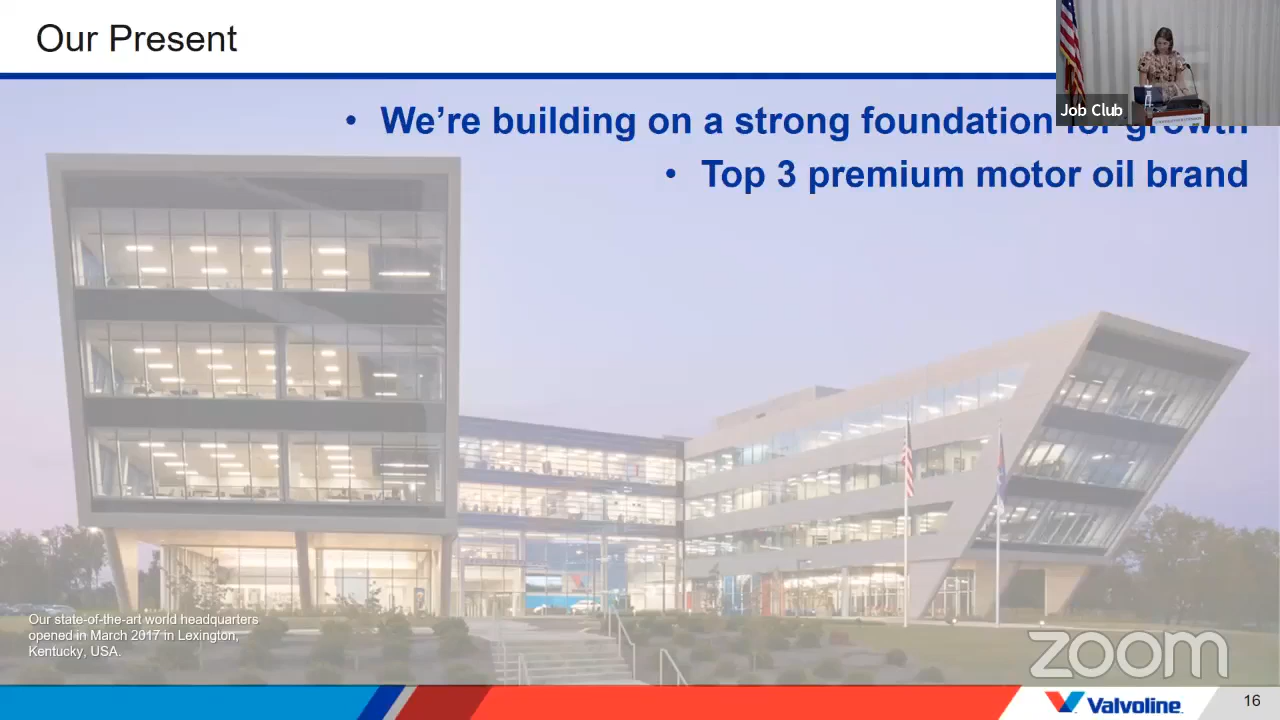 Our Present
Job Club
• We’re building on a strong foundation for growth
• Top 3 premium motor oil brand
Our state-of-the-art world headquarters
opened in March 2017 in Lexington,
Kentucky, USA.
zoom
Valvoline
16